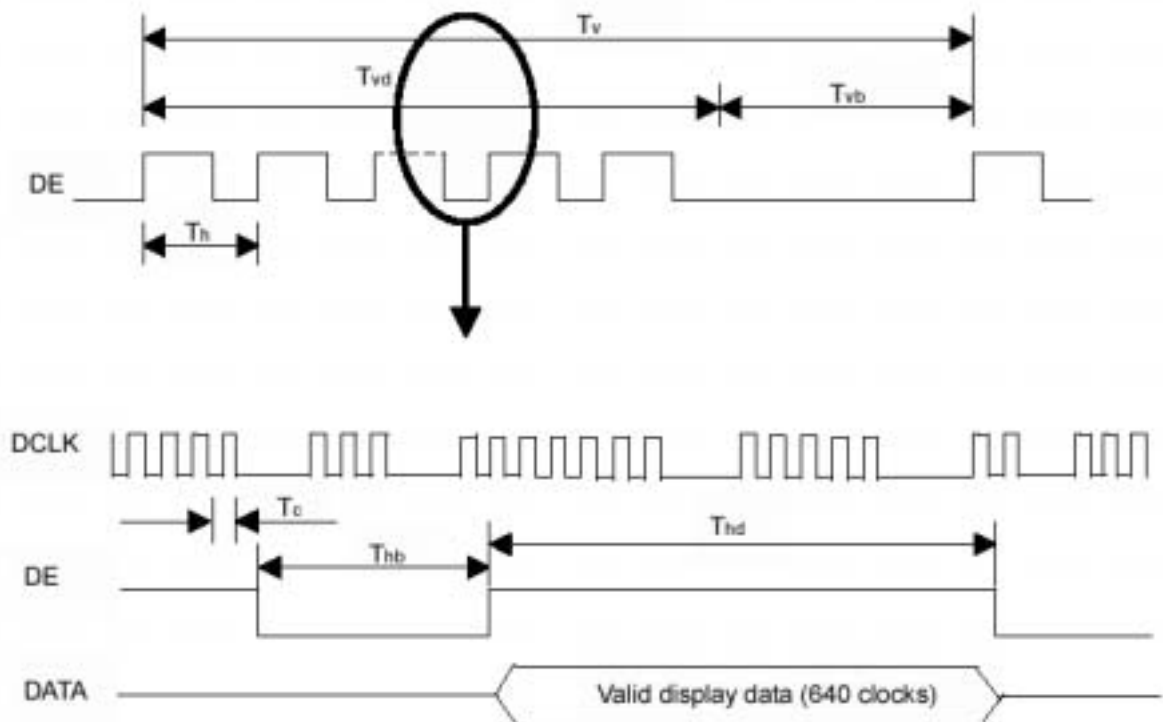 Tv
Tvd
Tvb
DE
Th
DCLK
Tc
Thd
Thb
DE
DATA
Valid display data (640 clocks)